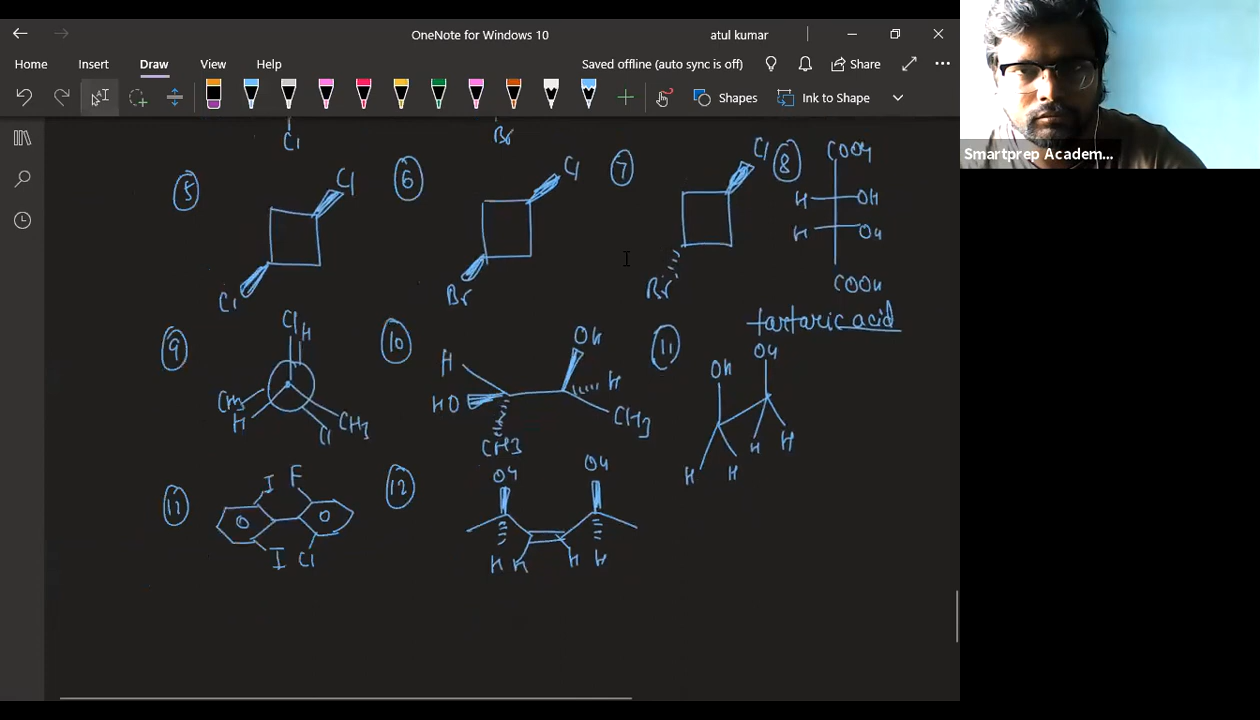 OneNote for Windows 10
atul kumar
Home
Insert
Draw
View
Help
Saved offline (auto sync is off)
Share
Shapes
Ink to Shape
Smartprep Academ...
Cl
Br
5
Cl
Cl
6
Cl
Br
7
Cl
Br
8
COOH
H OH
H OH
COOH
tartaric acid
9
Cl
H
CH3
H
Cl
CH3
10
H
HO
CH3
OH
H
CH3
11
OH
OH
H
H
H
H
11
I
F
O
O
I
Cl
12
OH
OH
H H
H H